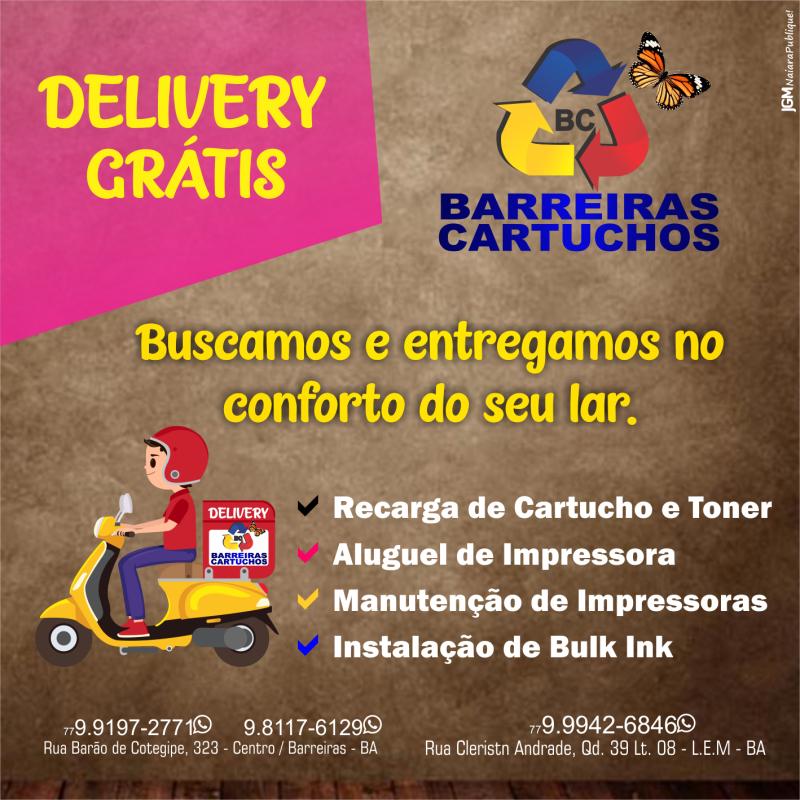 DELIVERY
GRÁTIS
JGM NaiaraPublique!
BC
BARREIRAS
CARTUCHOS
Buscamos e entregamos no
conforto do seu lar.
DELIVERY
BARREIRAS
CARTUCHOS
Recarga de Cartucho e Toner
Aluguel de Impressora
Manutenção de Impressoras
Instalação de Bulk Ink
77 9.9197-2771 9.8117-6129
Rua Barão de Cotegipe, 323 - Centro / Barreiras - BA
77 9.9942-6846
Rua Cleristn Andrade, Qd. 39 Lt. 08 - L.E.M - BA